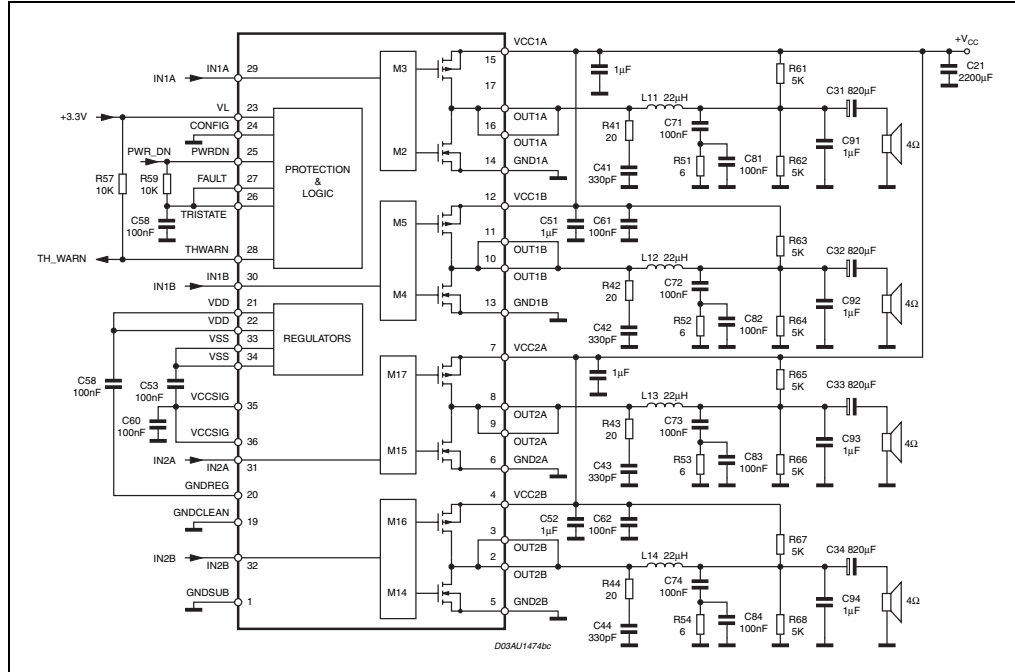 VCC1A
+VCC
15
1µF
R61
5K
C21
2200µF
IN1A
IN1A
29
M3
17
C31 820µF
L11 22µH
+3.3V
VL
23
OUT1A
16
OUT1A
R41
20
C71
100nF
C91
1µF
4Ω
CONFIG
24
M2
14
GND1A
PWR_DN
PWRDN
25
C41
330pF
R51
6
C81
100nF
R62
5K
R57
10K
R59
10K
FAULT
27
PROTECTION
&
LOGIC
26
TRISTATE
C58
100nF
12
VCC1B
M5
C51
1µF
C61
100nF
R63
5K
11
OUT1B
THWARN
28
TH_WARN
10
OUT1B
L12 22µH
C32 820µF
IN1B
IN1B
30
M4
R42
20
C72
100nF
C92
1µF
4Ω
13
GND1B
VDD
21
VDD
22
REGULATORS
C42
330pF
R52
6
C82
100nF
R64
5K
VSS
33
VSS
34
7
VCC2A
C58
100nF
C53
100nF
M17
1µF
R65
5K
8
OUT2A
L13 22µH
C33 820µF
VCCSIG
35
C60
100nF
9
OUT2A
R43
20
C73
100nF
C93
1µF
4Ω
VCCSIG
36
M15
6
GND2A
IN2A
IN2A
31
C43
330pF
R53
6
C83
100nF
R66
5K
GNDREG
20
4
VCC2B
GNDCLEAN
19
M16
C52
1µF
C62
100nF
R67
5K
3
OUT2B
IN2B
IN2B
32
2
OUT2B
L14 22µH
C34 820µF
M14
R44
20
C74
100nF
C94
1µF
4Ω
GNDSUB
1
5
GND2B
C44
330pF
R54
6
C84
100nF
R68
5K
D03AU1474bc